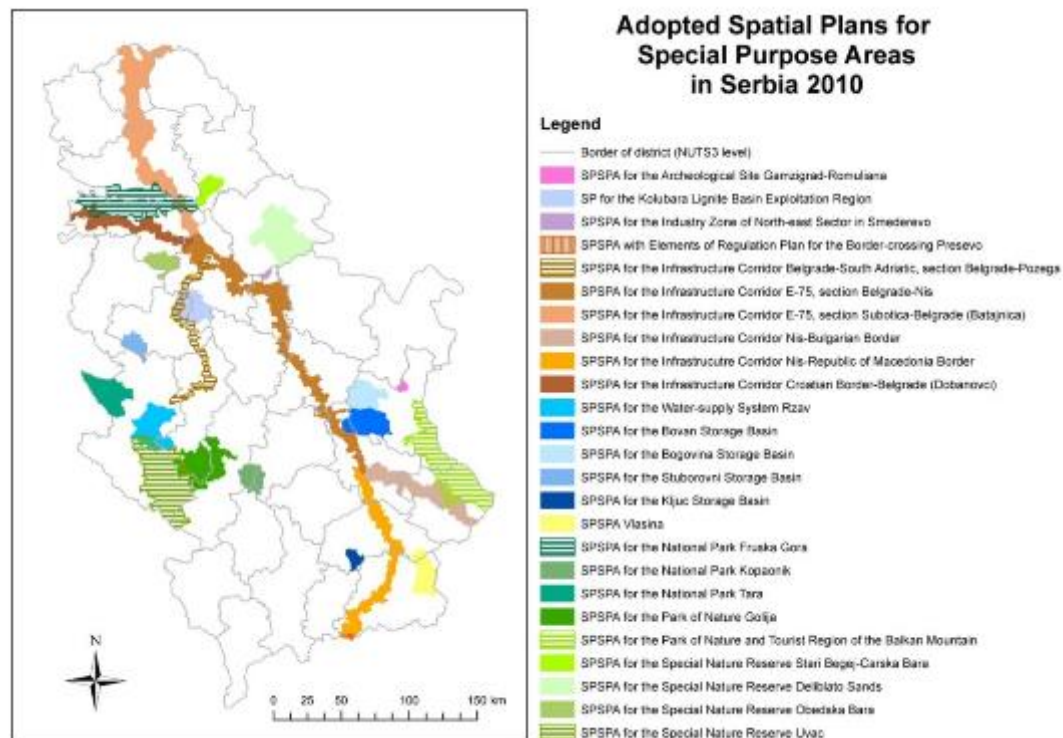 Adopted Spatial Plans for
Special Purpose Areas
in Serbia 2010
Legend
Border of district (NUTS3 level)
SPSPA for the Archeological Site Gamzigrad-Romuliana
SP for the Kolubara Lignite Basin Exploitation Region
SPSPA for the Industry Zone of North-east Sector in Smederevo
SPSPA with Elements of Regulation Plan for the Border-crossing Presevo
SPSPA for the Infrastructure Corridor Belgrade-South Adriatic, section Belgrade-Pozega
SPSPA for the Infrastructure Corridor E-75, section Belgrade-Nis
SPSPA for the Infrastructure Corridor E-75, section Subotica-Belgrade (Batajnica)
SPSPA for the Infrastructure Corridor Nis-Bulgarian Border
SPSPA for the Infrastrucutre Corridor Nis-Republic of Macedonia Border
SPSPA for the Infrastructure Corridor Croatian Border-Belgrade (Dobanovci)
SPSPA for the Water-supply System Rzav
SPSPA for the Bovan Storage Basin
SPSPA for the Bogovina Storage Basin
SPSPA for the Stuborovni Storage Basin
SPSPA for the Kljuc Storage Basin
SPSPA Vlasina
SPSPA for the National Park Fruska Gora
SPSPA for the National Park Kopaonik
SPSPA for the National Park Tara
SPSPA for the Park of Nature Golija
SPSPA for the Park of Nature and Tourist Region of the Balkan Mountain
SPSPA for the Special Nature Reserve Stari Begej-Carska Bara
SPSPA for the Special Nature Reserve Deliblato Sands
SPSPA for the Special Nature Reserve Obedska Bara
SPSPA for the Special Nature Reserve Uvac
N
0 25 50 100 150 km